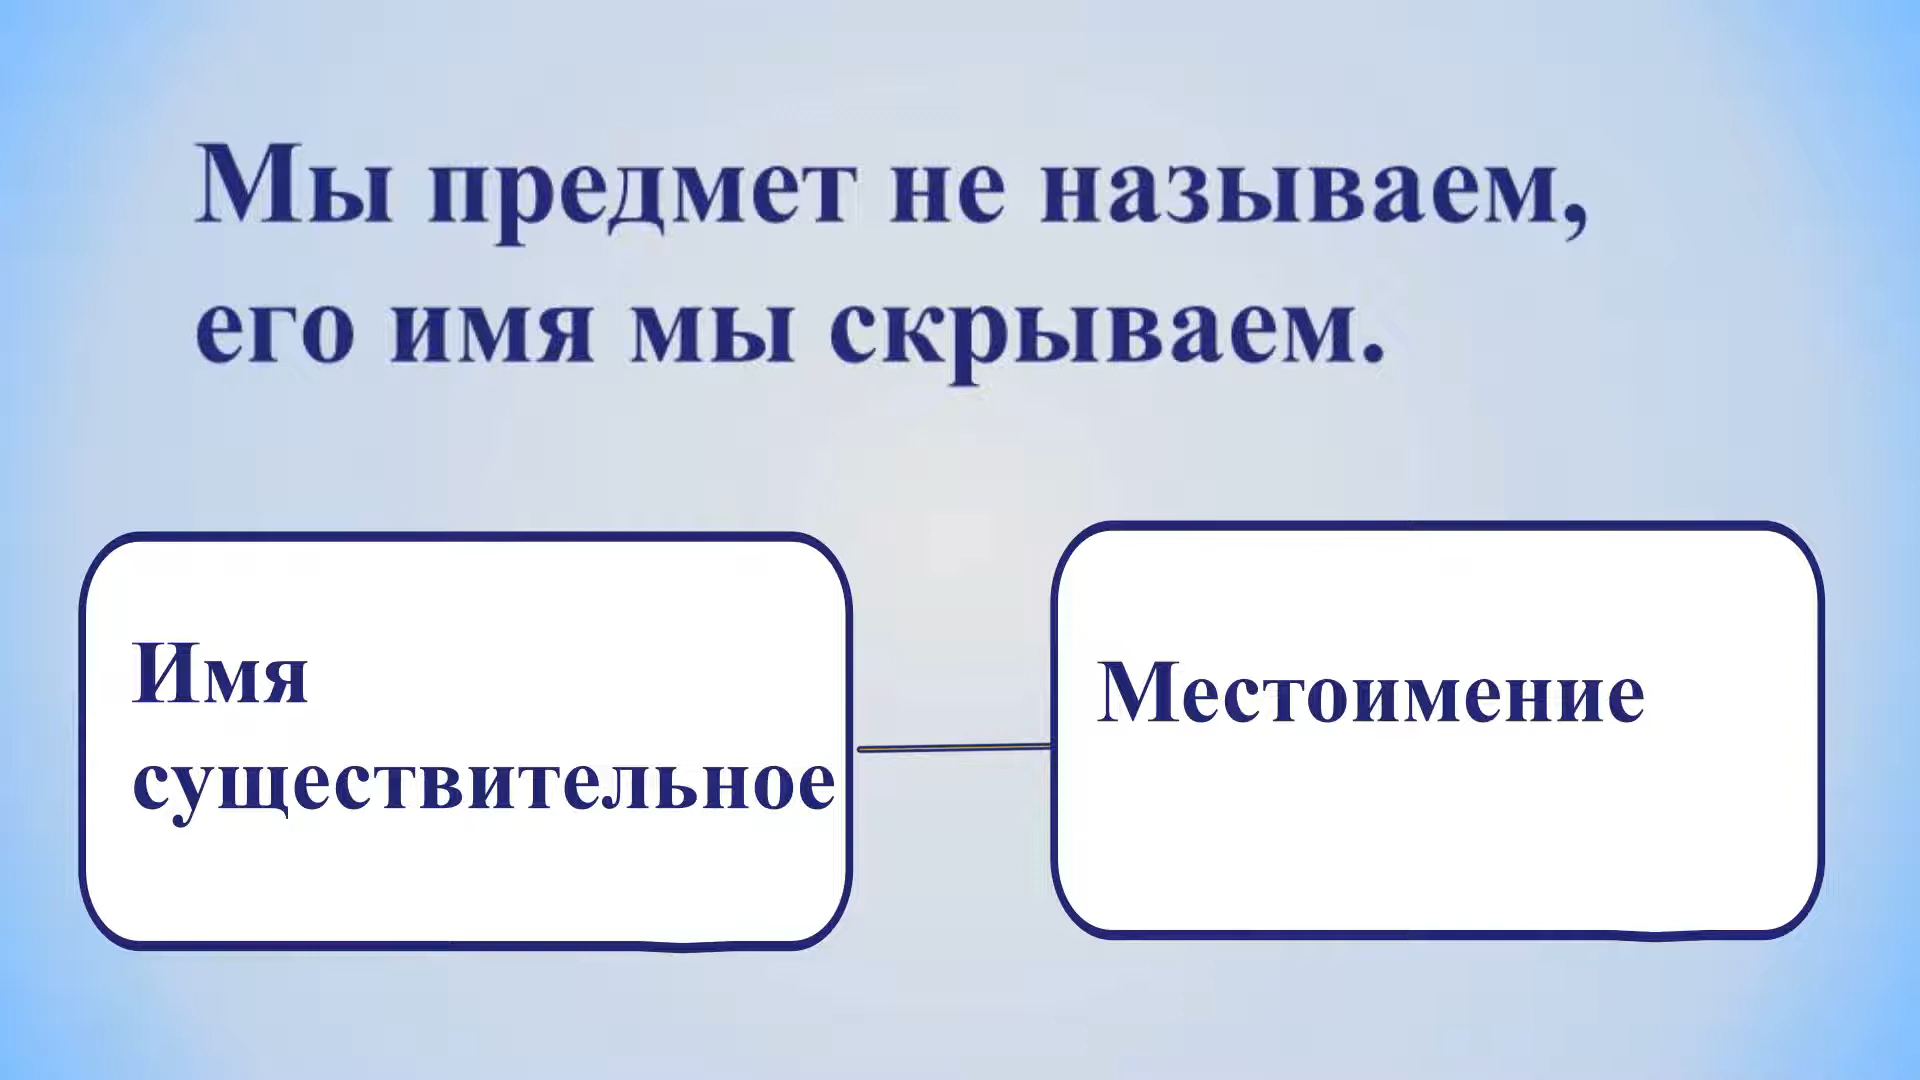 Мы предмет не называем,
его имя мы скрываем.
Имя
существительное
Местоимение